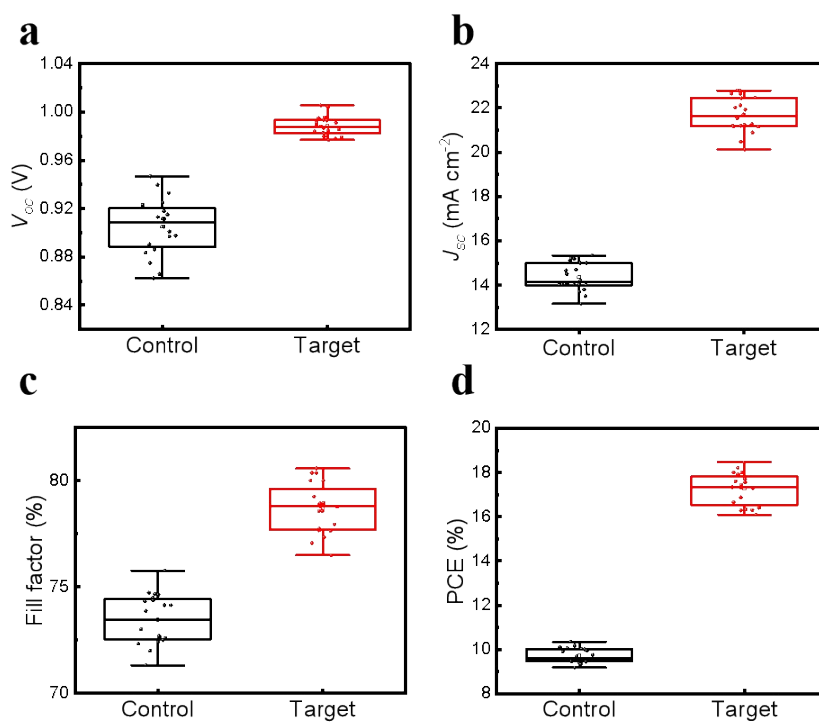 a
1.04
1.00
0.96
0.92
0.88
0.84
Voc (V)
Control Target
b
24
22
20
18
16
14
12
Jsc (mA cm-2)
Control Target
c
80
75
70
Fill factor (%)
Control Target
d
20
18
16
14
12
10
8
PCE (%)
Control Target